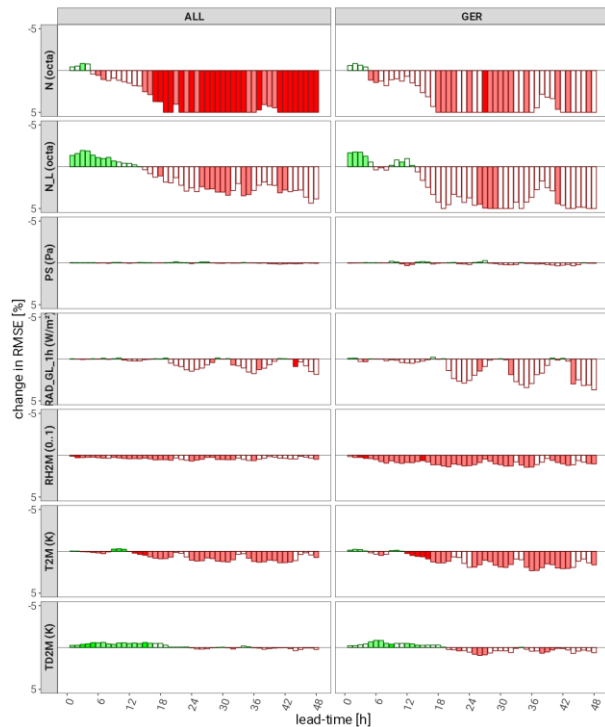 ALL GER
N (octa)
-5
5
N_L (octa)
-5
5
PS (Pa)
-5
5
change in RMSE [%]
RAD_GL_1h (W/m²)
-5
5
RH2M (0..1)
-5
5
T2M (K)
-5
5
TD2M (K)
-5
5
0 6 12 18 24 30 36 42 48 0 6 12 18 24 30 36 42 48
lead-time [h]